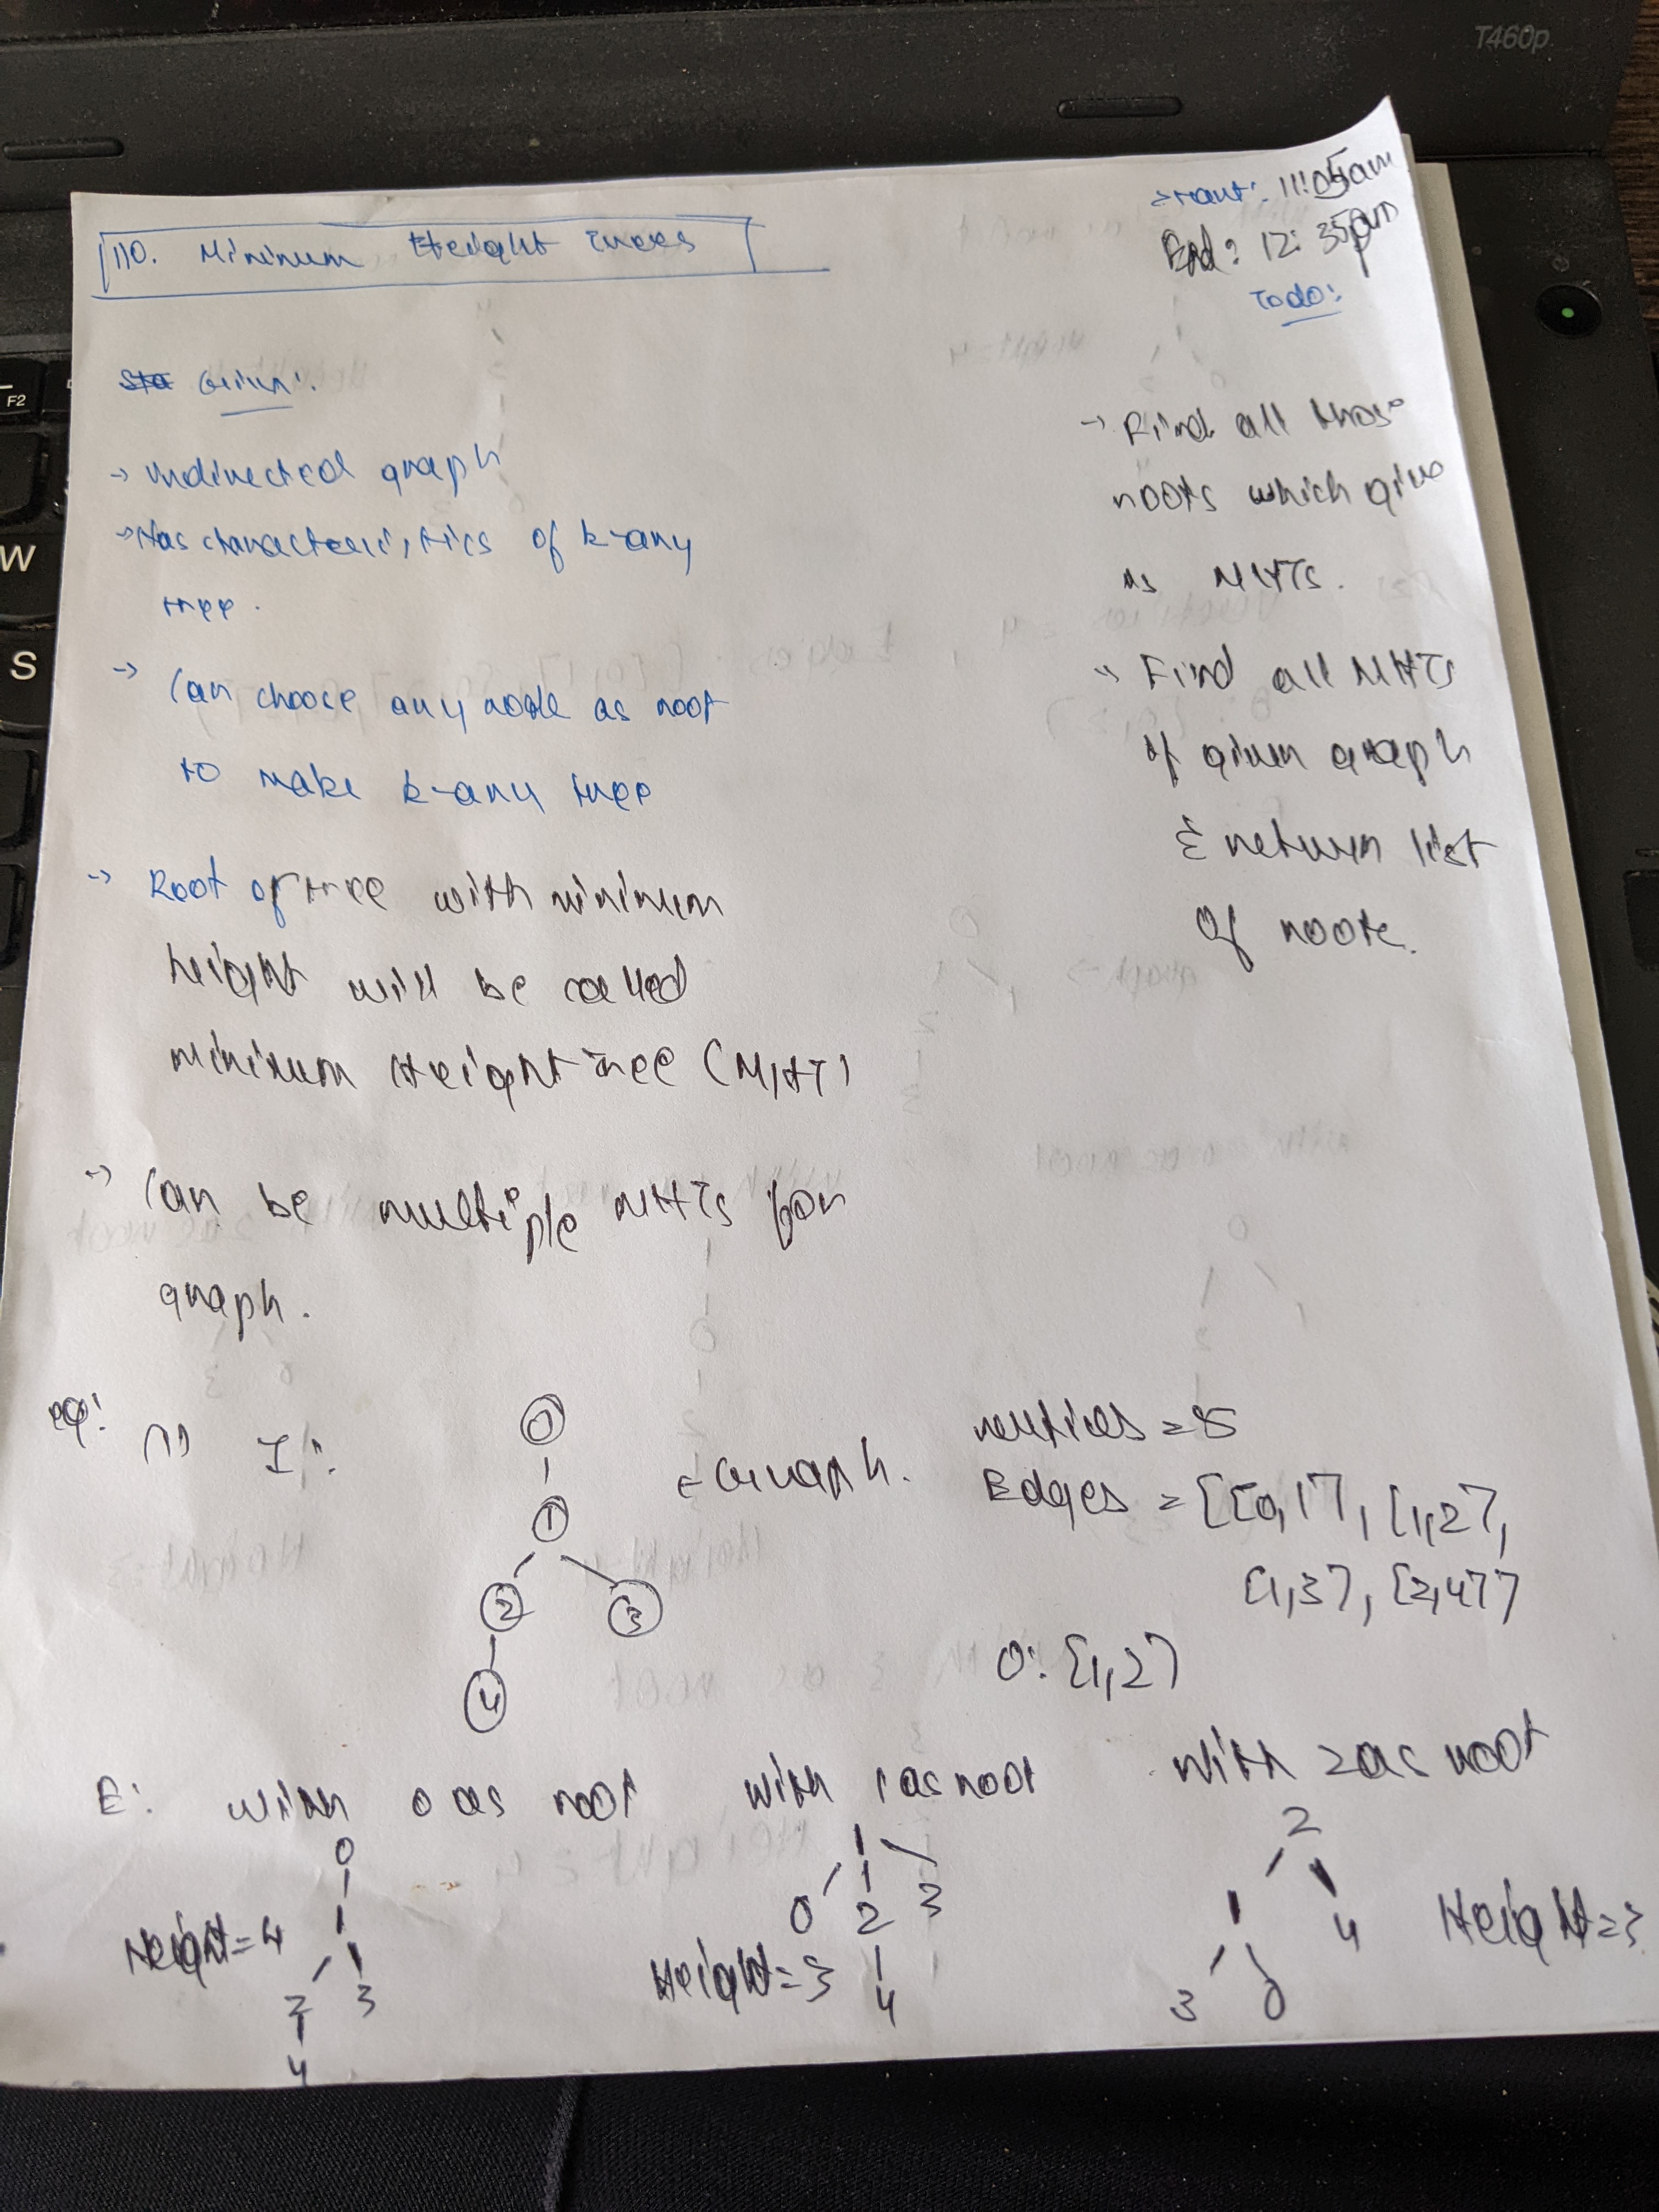 T460p
Start: 11:05am
End: 12:35pm
110. Minimum Height Trees
Todo:
Given:
F2
→ Undirected graph
→ Has characteristics of k-ary
tree.
W
S
→ Can choose any node as root
to make k-ary tree
→ Root of tree with minimum
height will be called
Minimum Height Tree (MHT)
→ Can be multiple MHTs for
graph.
→ Find all thos
roots which give
us MHTs.
→ Find all MHTs
of given graph
& return list
of roots.
eg:
1) I:
0
1
2 3
4
← Graph.
vertices = 5
Edges = [[0,1], [1,2],
[1,3], [2,4]]
0: [1,2]
E: with 0 as root
0
1
2 3
4
Height=4
with 1 as root
1
0 2 3
4
Height=3
with 2 as root
2
1 4
3 0
Height=3